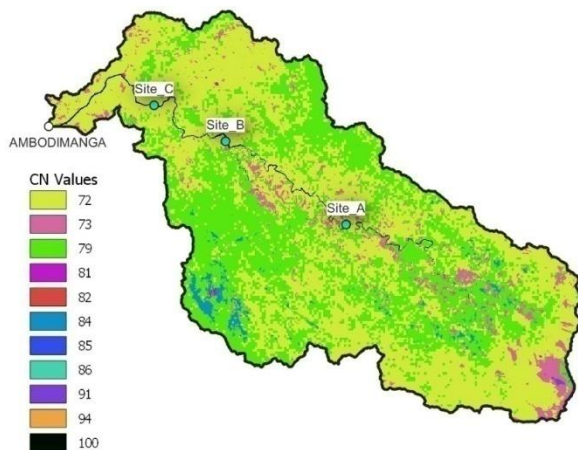 Site_C
Site_B
AMBODIMANGA
Site_A
CN Values
72
73
79
81
82
84
85
86
91
94
100